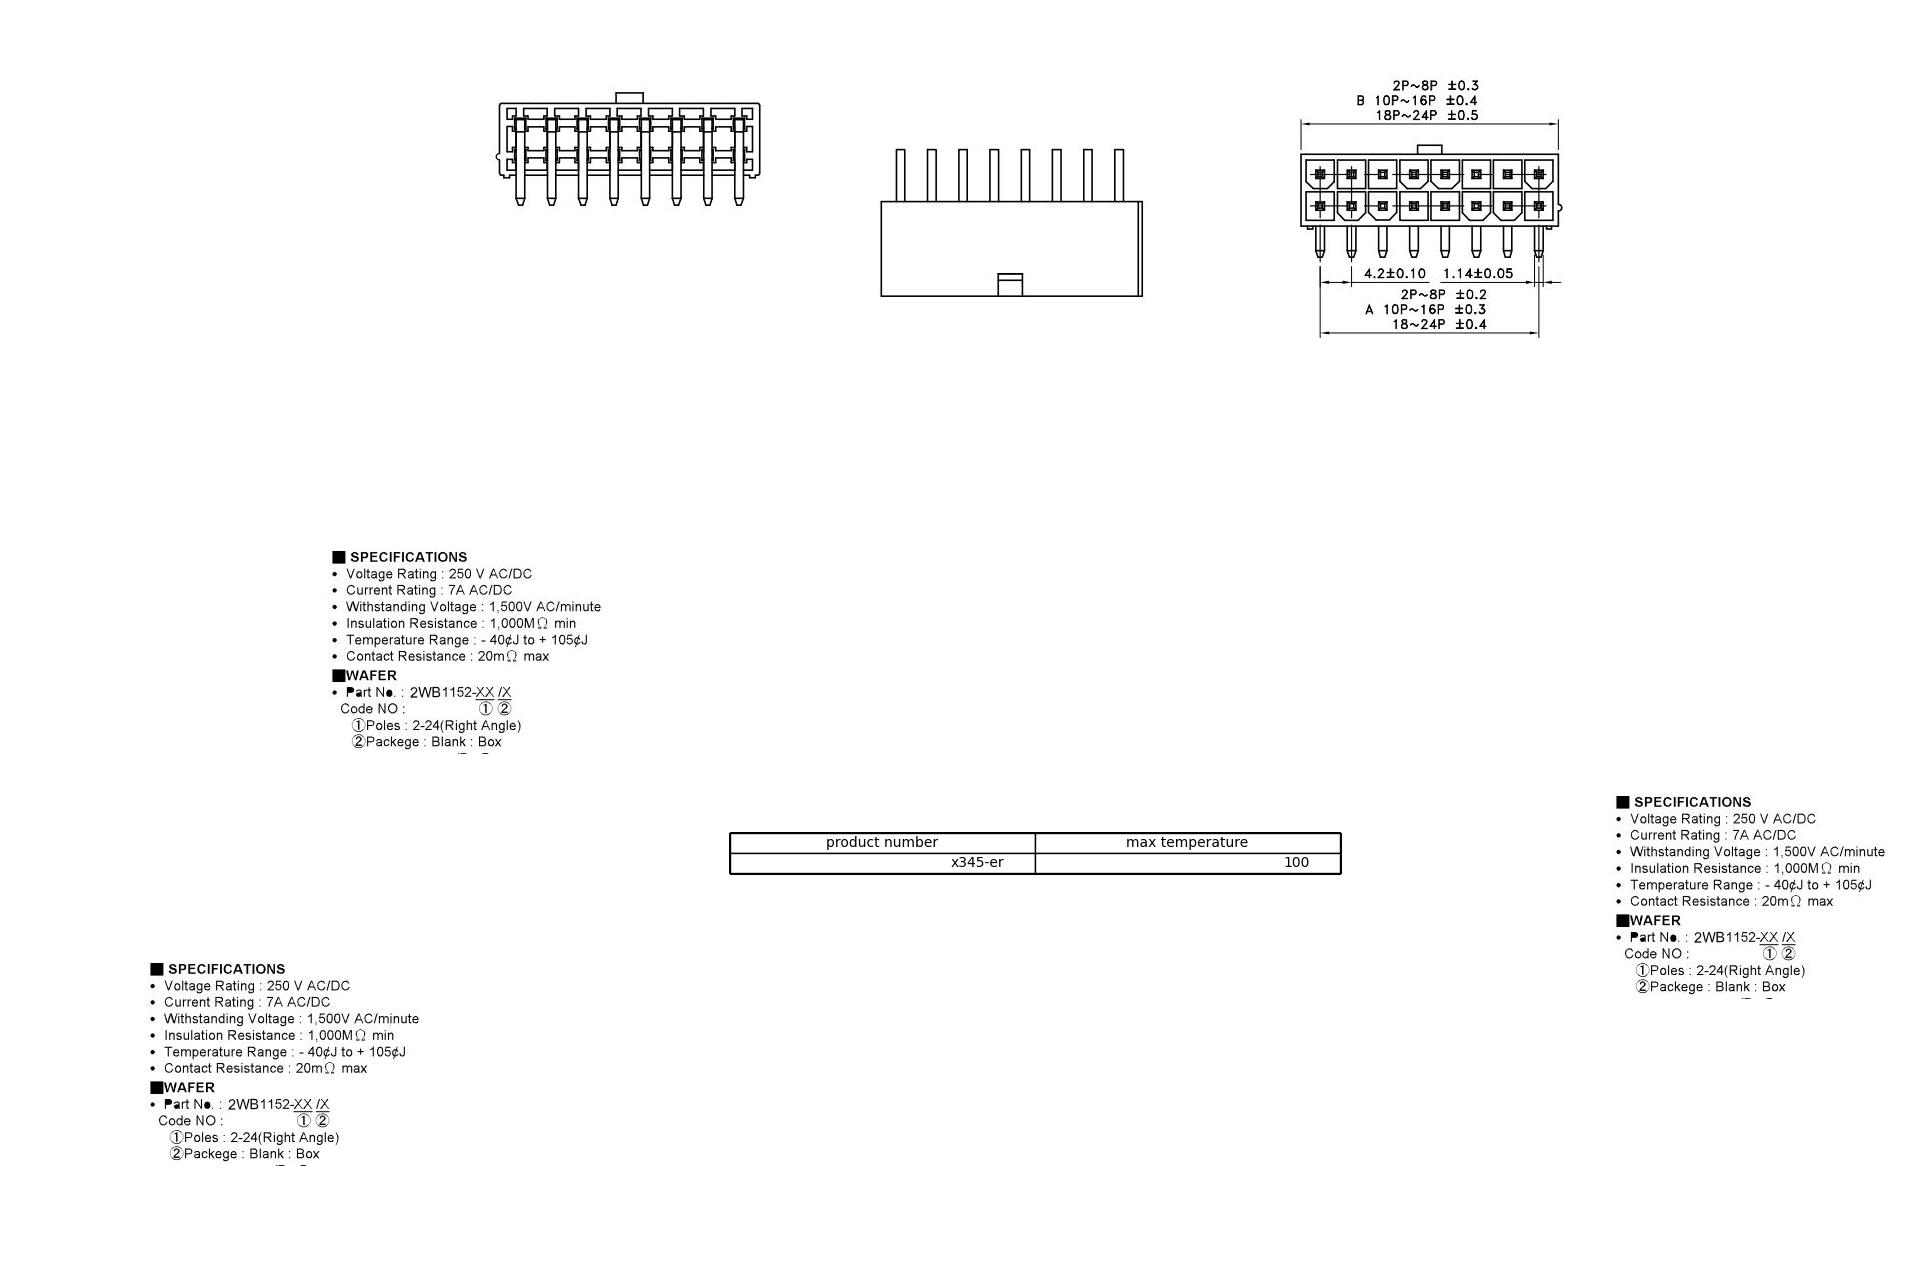 2P~8P ±0.3
B 10P~16P ±0.4
18P~24P ±0.5
4.2±0.10 1.14±0.05
2P~8P ±0.2
A 10P~16P ±0.3
18~24P ±0.4
■ SPECIFICATIONS
• Voltage Rating : 250 V AC/DC
• Current Rating : 7A AC/DC
• Withstanding Voltage : 1,500V AC/minute
• Insulation Resistance : 1,000MΩ min
• Temperature Range : - 40¢J to + 105¢J
• Contact Resistance : 20mΩ max
■WAFER
• Part No. : 2WB1152-XX /X
Code NO : ① ②
①Poles : 2-24(Right Angle)
②Packege : Blank : Box
product number max temperature
x345-er 100
■ SPECIFICATIONS
• Voltage Rating : 250 V AC/DC
• Current Rating : 7A AC/DC
• Withstanding Voltage : 1,500V AC/minute
• Insulation Resistance : 1,000MΩ min
• Temperature Range : - 40¢J to + 105¢J
• Contact Resistance : 20mΩ max
■WAFER
• Part No. : 2WB1152-XX /X
Code NO : ① ②
①Poles : 2-24(Right Angle)
②Packege : Blank : Box
■ SPECIFICATIONS
• Voltage Rating : 250 V AC/DC
• Current Rating : 7A AC/DC
• Withstanding Voltage : 1,500V AC/minute
• Insulation Resistance : 1,000MΩ min
• Temperature Range : - 40¢J to + 105¢J
• Contact Resistance : 20mΩ max
■WAFER
• Part No. : 2WB1152-XX /X
Code NO : ① ②
①Poles : 2-24(Right Angle)
②Packege : Blank : Box